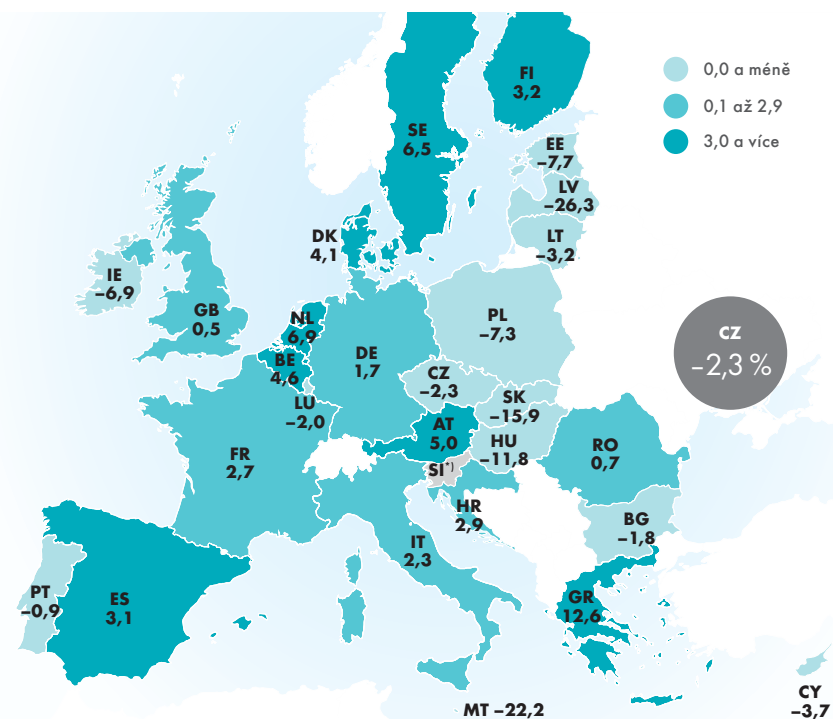 0,0 a méně
0,1 až 2,9
3,0 a více
FI
3,2
SE
6,5
EE
−7,7
LV
−26,3
LT
−3,2
DK
4,1
IE
−6,9
GB
0,5
NL
6,9
BE
4,6
LU
−2,0
DE
1,7
PL
−7,3
CZ
−2,3 %
CZ
−2,3
SK
−15,9
AT
5,0
HU
−11,8
SI*)
RO
0,7
FR
2,7
HR
2,9
BG
−1,8
IT
2,3
PT
−0,9
ES
3,1
GR
12,6
MT −22,2
CY
−3,7